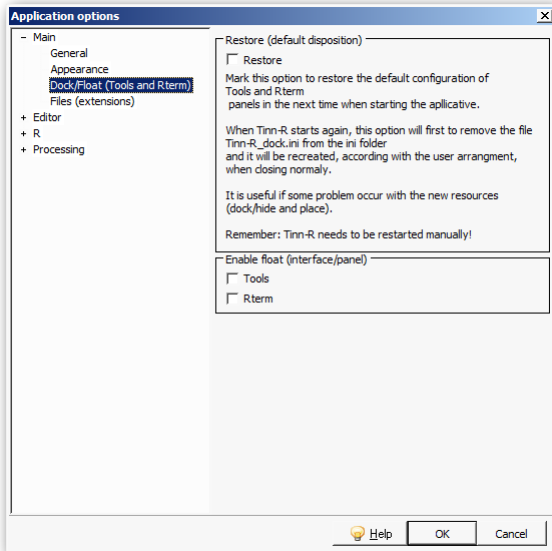 Application options
Main
General
Appearance
Dock/Float (Tools and Rterm)
Files (extensions)
Editor
R
Processing
Restore (default disposition)
Restore
Mark this option to restore the default configuration of
Tools and Rterm
panels in the next time when starting the apllicative.
When Tinn-R starts again, this option will first to remove the file
Tinn-R_dock.ini from the ini folder
and it will be recreated, according with the user arrangment,
when closing normaly.
It is useful if some problem occur with the new resources
(dock/hide and place).
Remember: Tinn-R needs to be restarted manually!
Enable float (interface/panel)
Tools
Rterm
Help
OK
Cancel